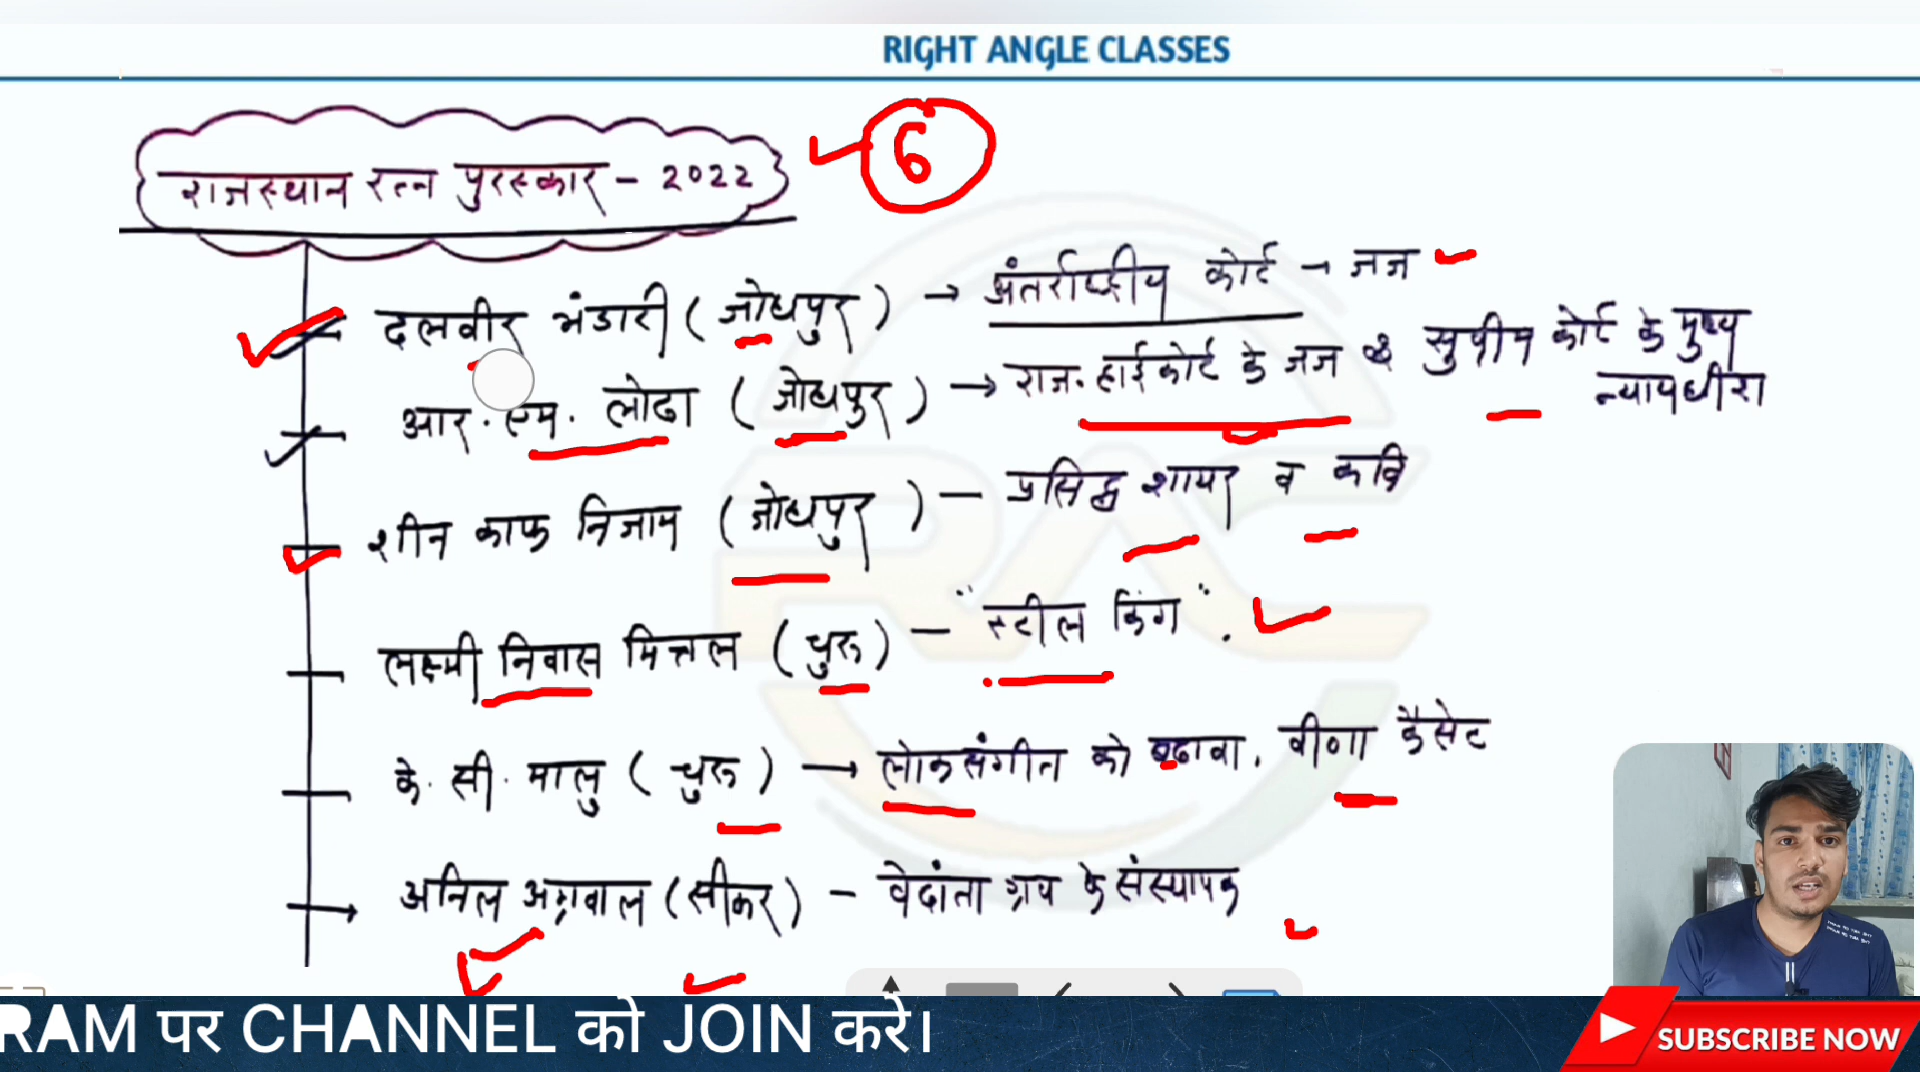 RIGHT ANGLE CLASSES
राजस्थान रत्न पुरस्कार - 2022
6
दलवीर भंडारी (जोधपुर) → अंतर्राष्ट्रीय कोर्ट → जज
आर. एम. लोढा (जोधपुर) → राज. हाईकोर्ट के जज & सुप्रीम कोर्ट के मुख्य
न्यायधीश
शीन काफ निजाम (जोधपुर) - प्रसिद्ध शायर व कवि
लक्ष्मी निवास मित्तल (चुरू) - "स्टील किंग".
के. सी. मालु (चुरू) → लोकसंगीत को बढावा, वीणा कैसेट
अनिल अग्रवाल (सीकर) - वेदांता ग्रुप के संस्थापक
RAM पर CHANNEL को JOIN करे।
SUBSCRIBE NOW